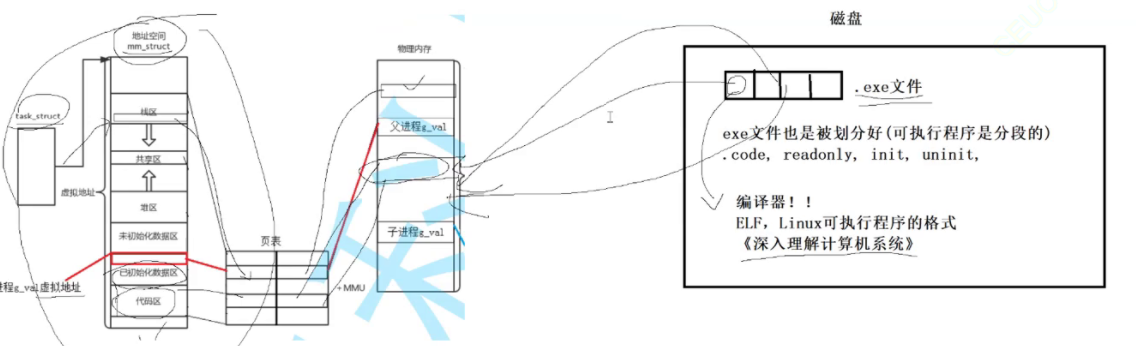 地址空间
mm_struct
task_struct
栈区
共享区
虚拟地址
堆区
未初始化数据区
进程g_val虚拟地址
已初始化数据区
代码区
页表
+MMU
物理内存
父进程g_val
子进程g_val
磁盘
.exe文件
exe文件也是被划分好(可执行程序是分段的)
.code, readonly, init, uninit,
编译器！！
ELF, Linux可执行程序的格式
《深入理解计算机系统》